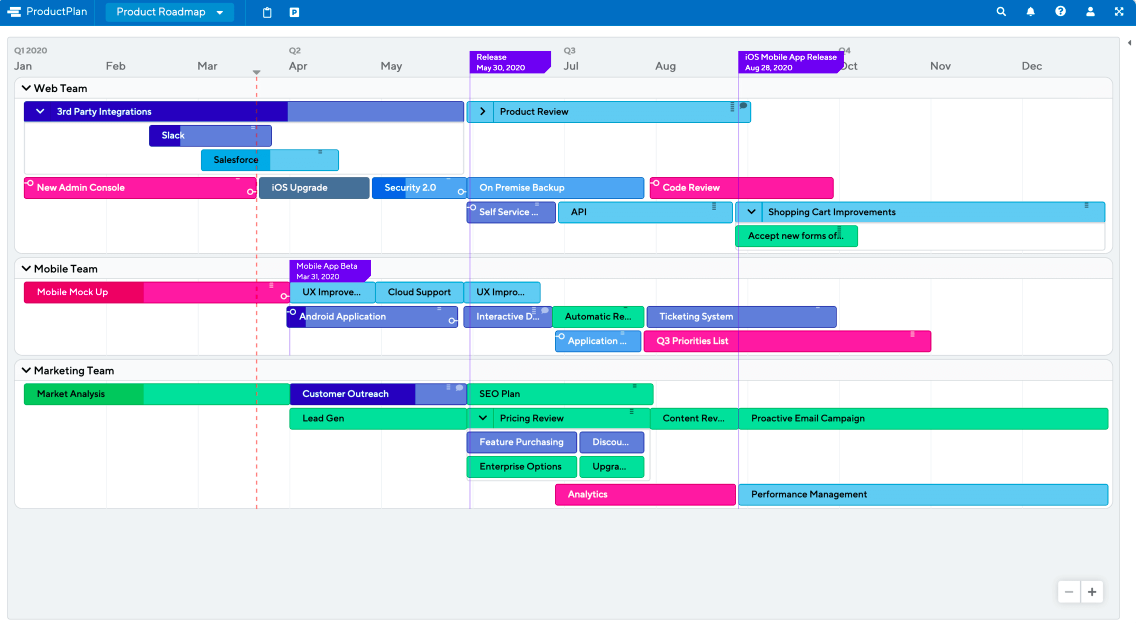 ProductPlan
Product Roadmap
Q1 2020 Q2 Q3 Q4
Jan Feb Mar Apr May Jul Aug Oct Nov Dec
Release
May 30, 2020
iOS Mobile App Release
Aug 28, 2020
Web Team
3rd Party Integrations Product Review
Slack
Salesforce
New Admin Console iOS Upgrade Security 2.0 On Premise Backup Code Review
Self Service ... API Shopping Cart Improvements
Accept new forms of...
Mobile Team
Mobile App Beta
Mar 31, 2020
Mobile Mock Up UX Improve... Cloud Support UX Impro...
Android Application Interactive D... Automatic Re... Ticketing System
Application ... Q3 Priorities List
Marketing Team
Market Analysis Customer Outreach SEO Plan
Lead Gen Pricing Review Content Rev... Proactive Email Campaign
Feature Purchasing Discou...
Enterprise Options Upgra...
Analytics Performance Management